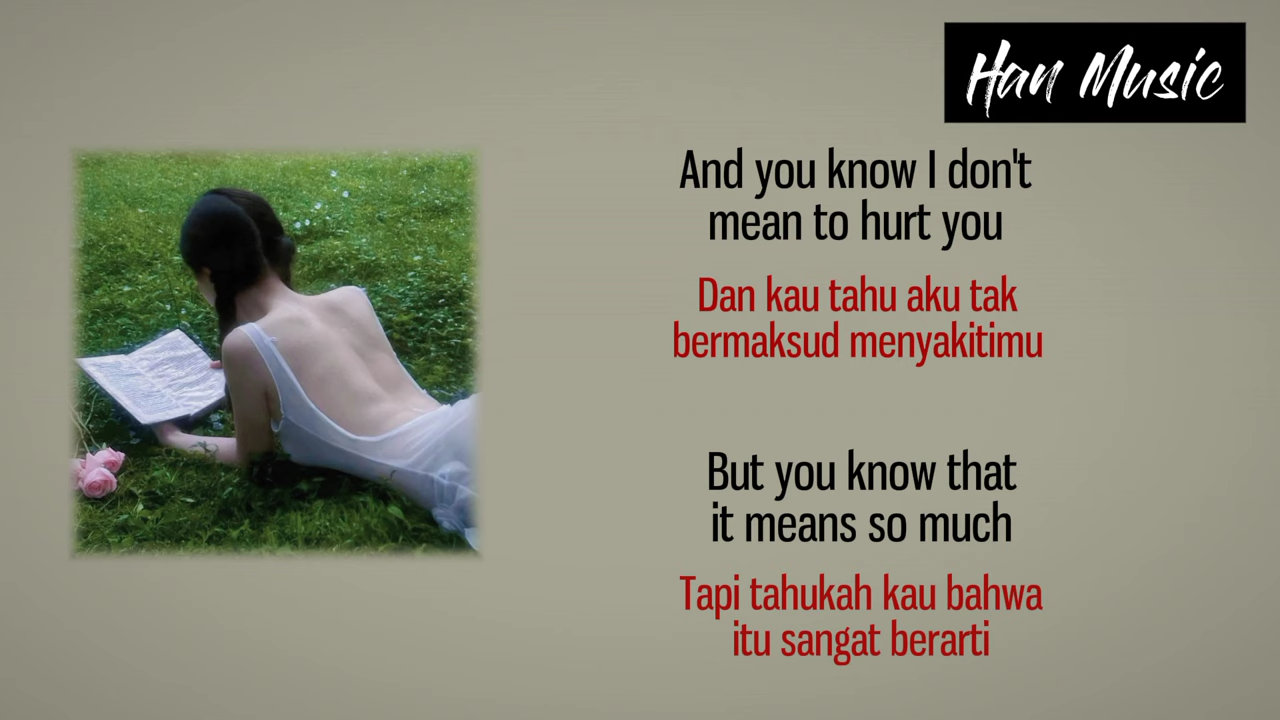 Han Music
And you know I don't
mean to hurt you
Dan kau tahu aku tak
bermaksud menyakitimu
But you know that
it means so much
Tapi tahukah kau bahwa
itu sangat berarti